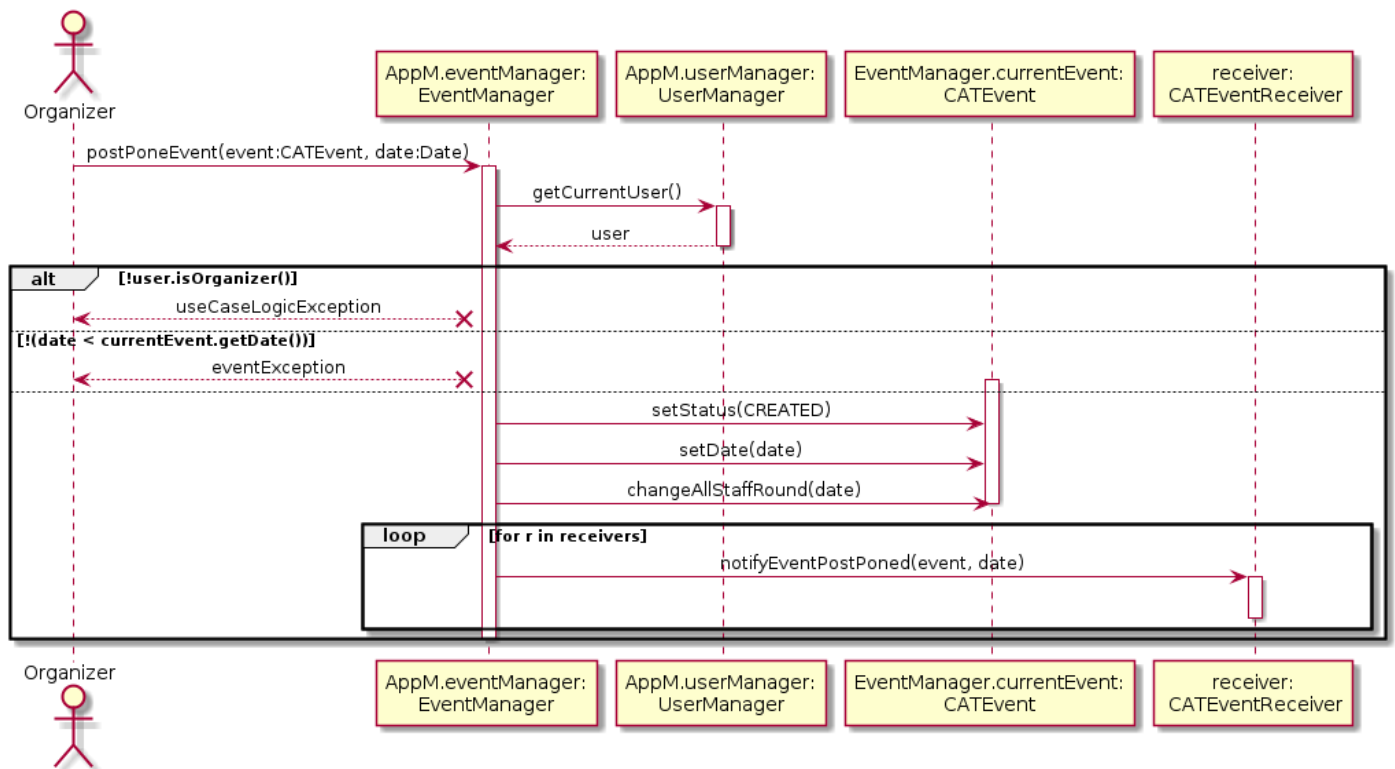 Organizer
AppM.eventManager:
EventManager
AppM.userManager:
UserManager
EventManager.currentEvent:
CATEvent
receiver:
CATEventReceiver
postPoneEvent(event:CATEvent, date:Date)
getCurrentUser()
user
alt [!user.isOrganizer()]
useCaseLogicException
[!(date < currentEvent.getDate())]
eventException
setStatus(CREATED)
setDate(date)
changeAllStaffRound(date)
loop [for r in receivers]
notifyEventPostPoned(event, date)
Organizer
AppM.eventManager:
EventManager
AppM.userManager:
UserManager
EventManager.currentEvent:
CATEvent
receiver:
CATEventReceiver